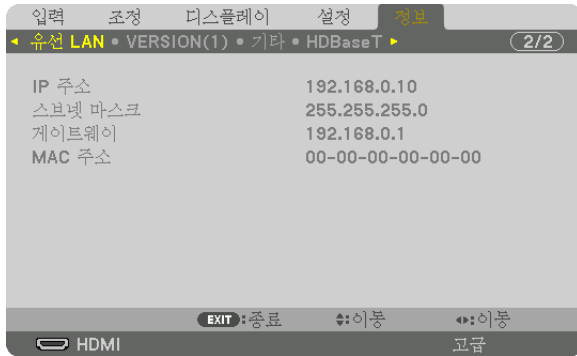 입력 조정 디스플레이 설정 정보
유선 LAN • VERSION(1) • 기타 • HDBaseT 2/2
IP 주소 192.168.0.10
스브넷 마스크 255.255.255.0
게이트웨이 192.168.0.1
MAC 주소 00-00-00-00-00-00
EXIT :종료 :이동 :이동
HDMI 고급